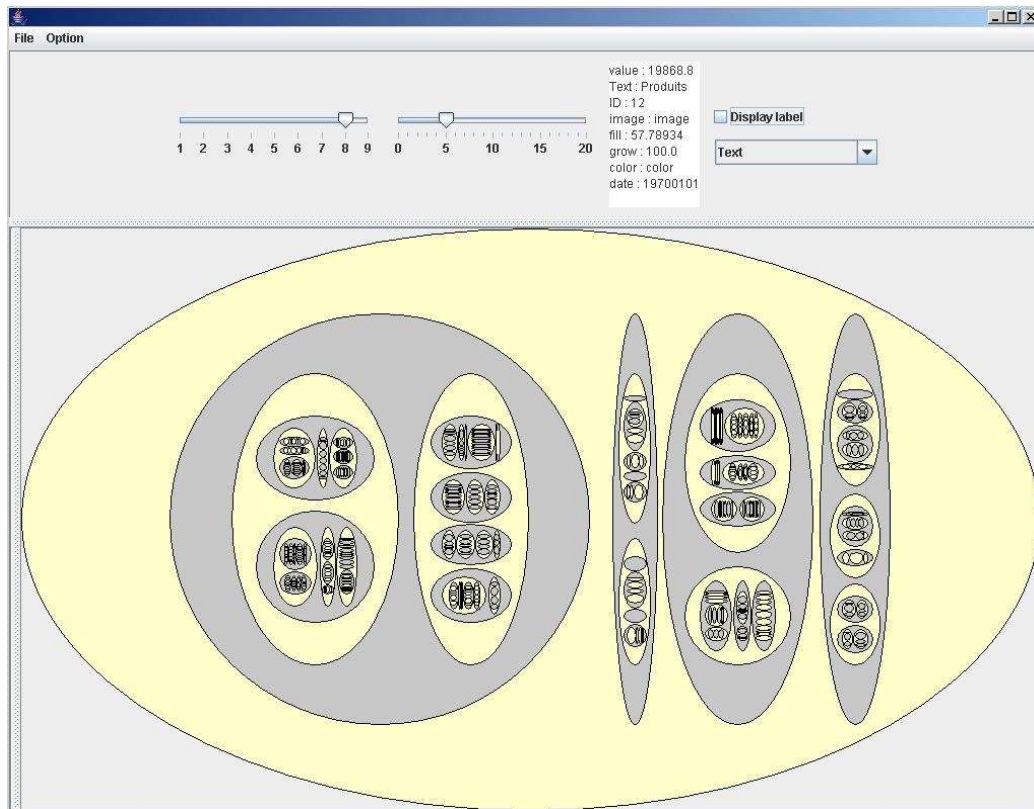 File Option
value : 19868.8
Text : Produits
ID : 12
image : image
fill : 57.78934
grow : 100.0
color : color
date : 19700101
Display label
Text
1 2 3 4 5 6 7 8 9
0 5 10 15 20